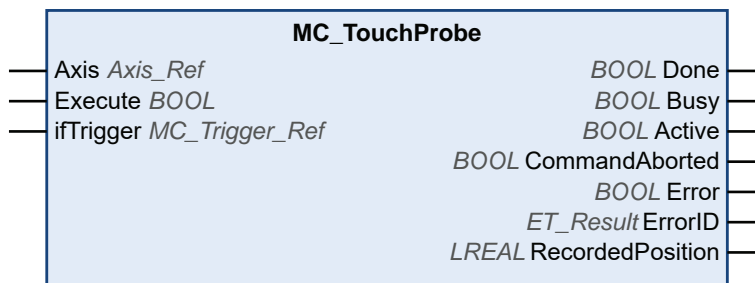 MC_TouchProbe
Axis Axis_Ref BOOL Done
Execute BOOL BOOL Busy
ifTrigger MC_Trigger_Ref BOOL Active
BOOL CommandAborted
BOOL Error
ET_Result ErrorID
LREAL RecordedPosition